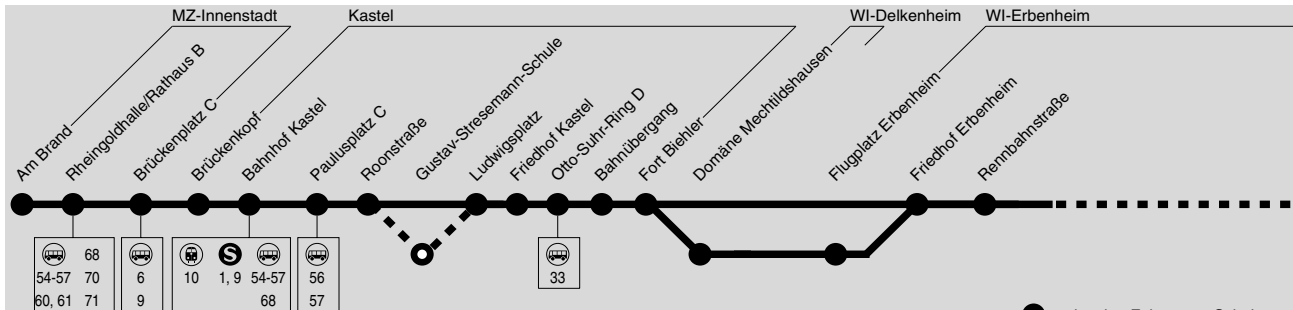 MZ-Innenstadt Kastel WI-Delkenheim WI-Erbenheim
Am Brand
Rheingoldhalle/Rathaus B
Brückenplatz C
Brückenkopf
Bahnhof Kastel
Paulusplatz C
Roonstraße
Gustav-Stresemann-Schule
Ludwigsplatz
Friedhof Kastel
Otto-Suhr-Ring D
Bahnübergang
Fort Biehler
Domäne Mechtildshausen
Flugplatz Erbenheim
Friedhof Erbenheim
Rennbahnstraße
68
54-57 70
60, 61 71
6
9
S
10 1, 9 54-57
68
56
57
33